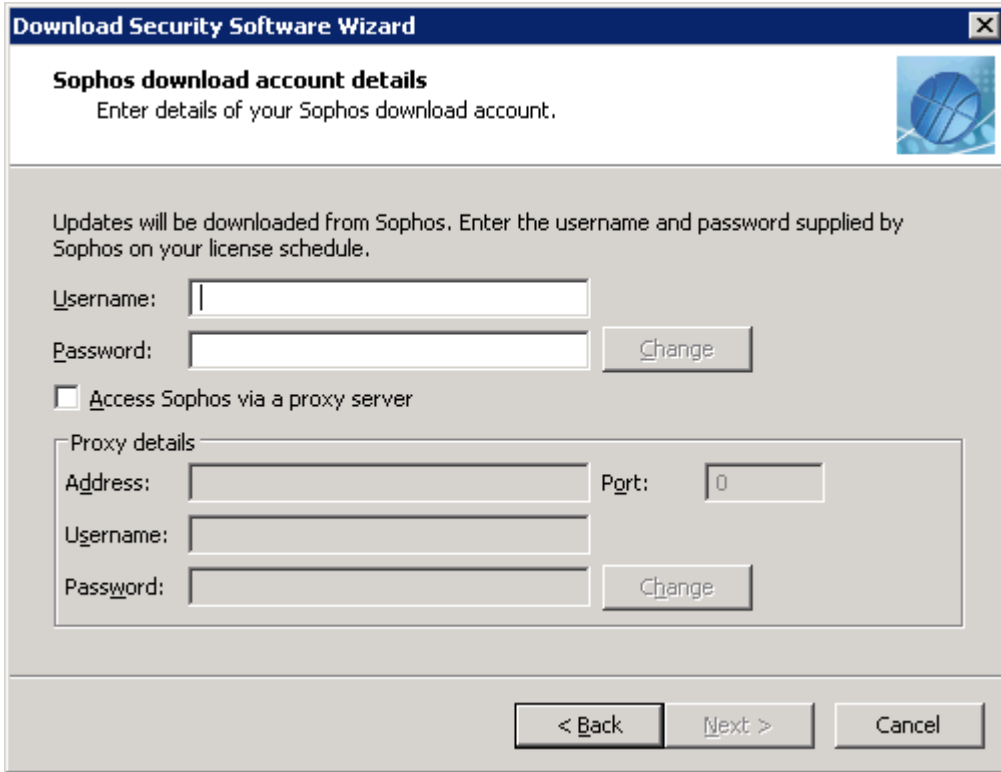 Download Security Software Wizard
Sophos download account details
Enter details of your Sophos download account.
Updates will be downloaded from Sophos. Enter the username and password supplied by
Sophos on your license schedule.
Username:
Password: Change
Access Sophos via a proxy server
Proxy details
Address: Port: 0
Username:
Password: Change
< Back Next > Cancel